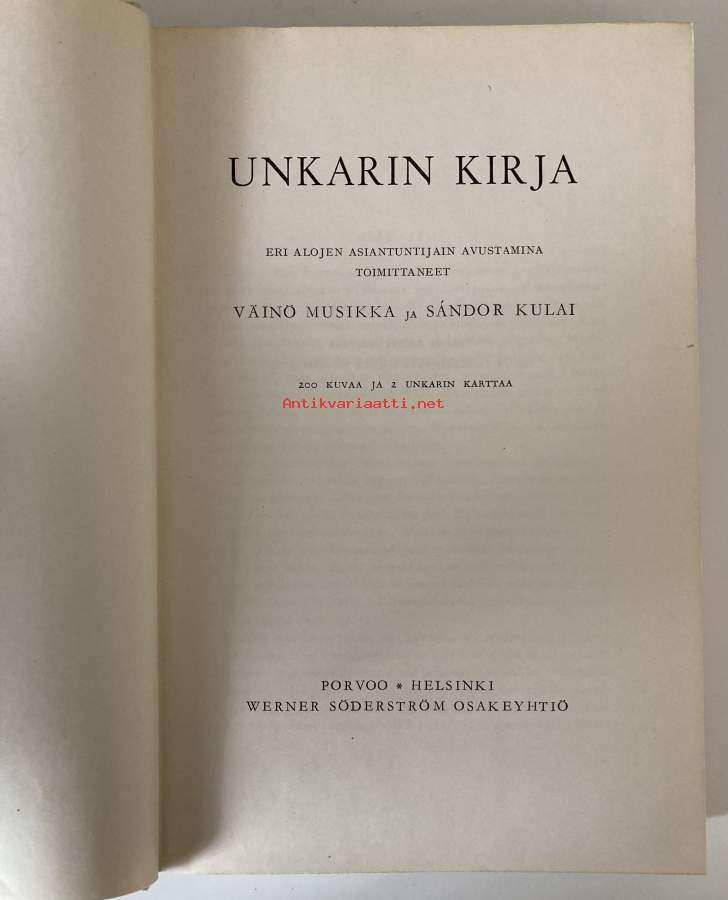 UNKARIN KIRJA
ERI ALOJEN ASIANTUNTIJAIN AVUSTAMINA
TOIMITTANEET
VÄINÖ MUSIKKA JA SÁNDOR KULAI
200 KUVAA JA 2 UNKARIN KARTTAA
Antikvariaatti.net
PORVOO * HELSINKI
WERNER SÖDERSTRÖM OSAKEYHTIÖ